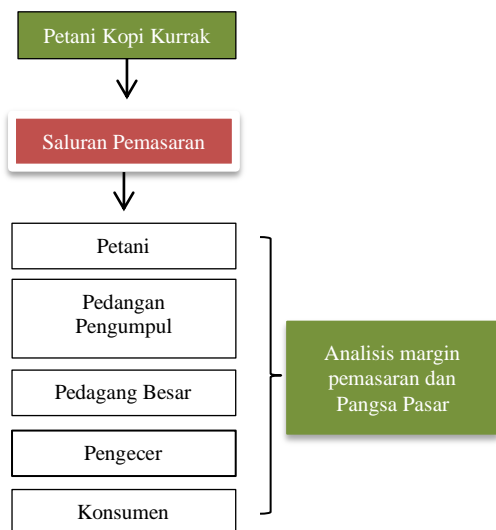 Petani Kopi Kurrak
Saluran Pemasaran
Petani
Pedangan
Pengumpul
Pedagang Besar
Pengecer
Konsumen
Analisis margin
pemasaran dan
Pangsa Pasar